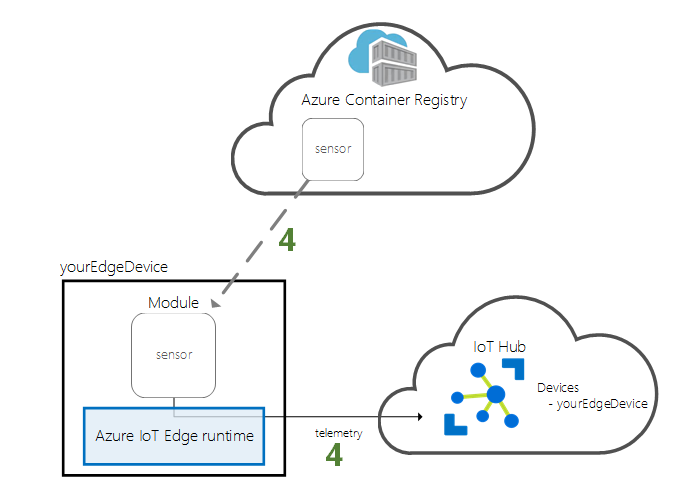 Azure Container Registry
sensor
4
yourEdgeDevice
Module
sensor
Azure IoT Edge runtime
telemetry
4
IoT Hub
Devices
- yourEdgeDevice